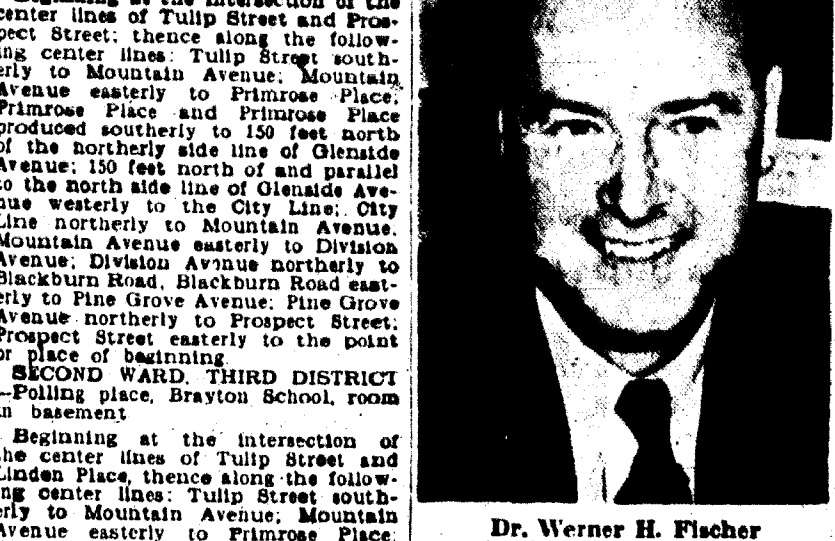 Beginning at the intersection of the
center lines of Tulip Street and Pros-
pect Street; thence along the follow-
ing center lines: Tulip Street south-
erly to Mountain Avenue; Mountain
Avenue easterly to Primrose Place;
Primrose Place and Primrose Place
produced southerly to 150 feet north
of the northerly side line of Glenside
Avenue; 150 feet north of and parallel
to the north side line of Glenside Ave-
nue westerly to the City Line; City
Line northerly to Mountain Avenue.
Mountain Avenue easterly to Division
Avenue; Division Avenue northerly to
Blackburn Road, Blackburn Road east-
erly to Pine Grove Avenue; Pine Grove
Avenue northerly to Prospect Street;
Prospect Street easterly to the point
or place of beginning.
SECOND WARD, THIRD DISTRICT
—Polling place, Brayton School, room
in basement
Beginning at the intersection of
the center lines of Tulip Street and
Linden Place, thence along the follow-
ing center lines: Tulip Street south-
erly to Mountain Avenue; Mountain
Avenue easterly to Primrose Place;
Dr. Werner H. Fischer